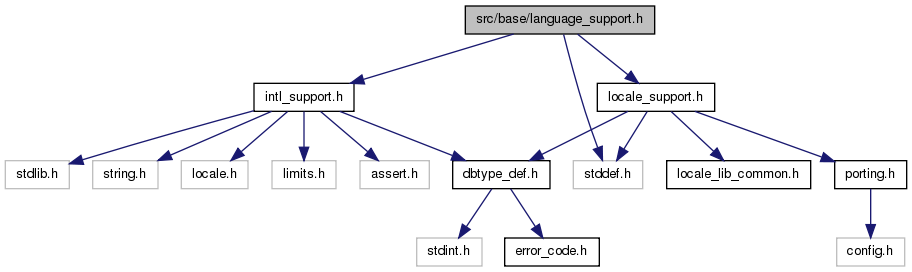 src/base/language_support.h
intl_support.h
locale_support.h
stdlib.h
string.h
locale.h
limits.h
assert.h
dbtype_def.h
stddef.h
locale_lib_common.h
porting.h
stdint.h
error_code.h
config.h